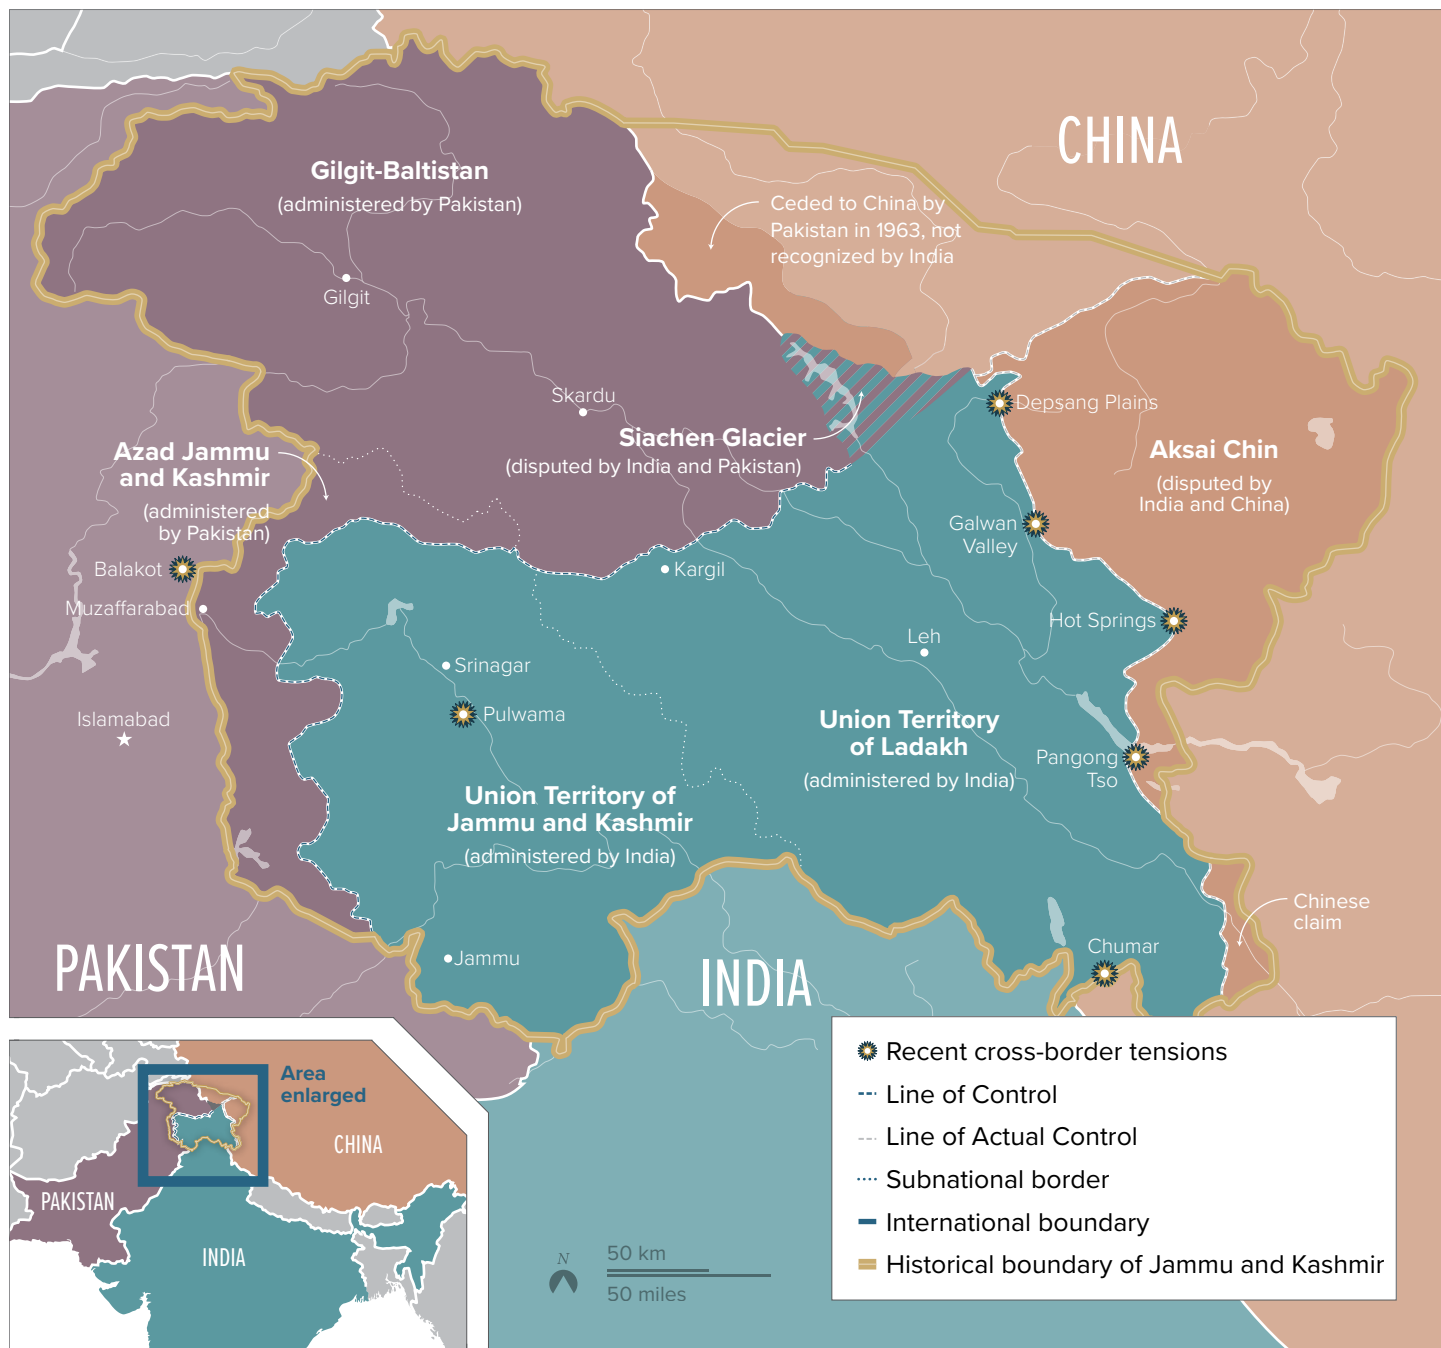 CHINA
Gilgit-Baltistan
(administered by Pakistan)
Ceded to China by
Pakistan in 1963, not
recognized by India
Gilgit
Skardu
Depsang Plains
Siachen Glacier
(disputed by India and Pakistan)
Azad Jammu
and Kashmir
(administered
by Pakistan)
Aksai Chin
(disputed by
India and China)
Galwan
Valley
Balakot
Kargil
Muzaffarabad
Hot Springs
Leh
Srinagar
Islamabad
Pulwama
Union Territory
of Ladakh
(administered by India)
Pangong
Tso
Union Territory of
Jammu and Kashmir
(administered by India)
Chinese
claim
Chumar
Jammu
PAKISTAN
INDIA
Recent cross-border tensions
Line of Control
Line of Actual Control
Subnational border
International boundary
Historical boundary of Jammu and Kashmir
Area
enlarged
CHINA
PAKISTAN
INDIA
N
50 km
50 miles